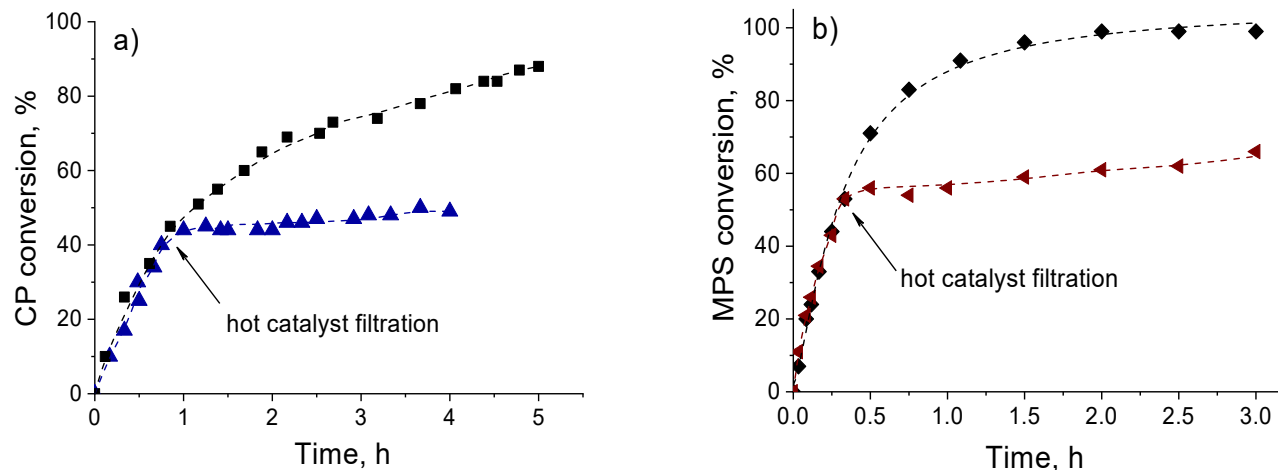 a)
CP conversion, %
100
80
60
40
20
0
hot catalyst filtration
0 1 2 3 4 5
Time, h
b)
MPS conversion, %
100
80
60
40
20
0
hot catalyst filtration
0.0 0.5 1.0 1.5 2.0 2.5 3.0
Time, h